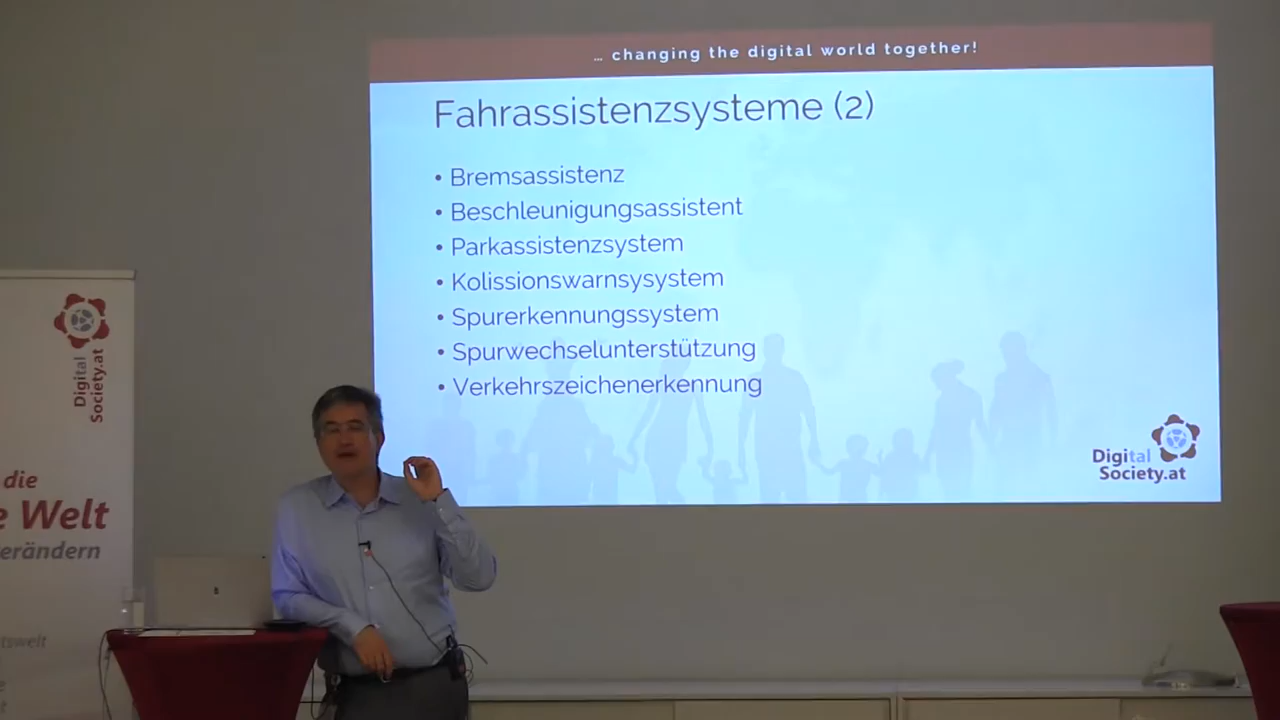 … changing the digital world together!
Fahrassistenzsysteme (2)
• Bremsassistenz
• Beschleunigungsassistent
• Parkassistenzsystem
• Kolissionswarnsysystem
• Spurerkennungssystem
• Spurwechselunterstützung
• Verkehrszeichenerkennung
Digital
Society.at
Digital
Society.at
die
e Welt
erändern